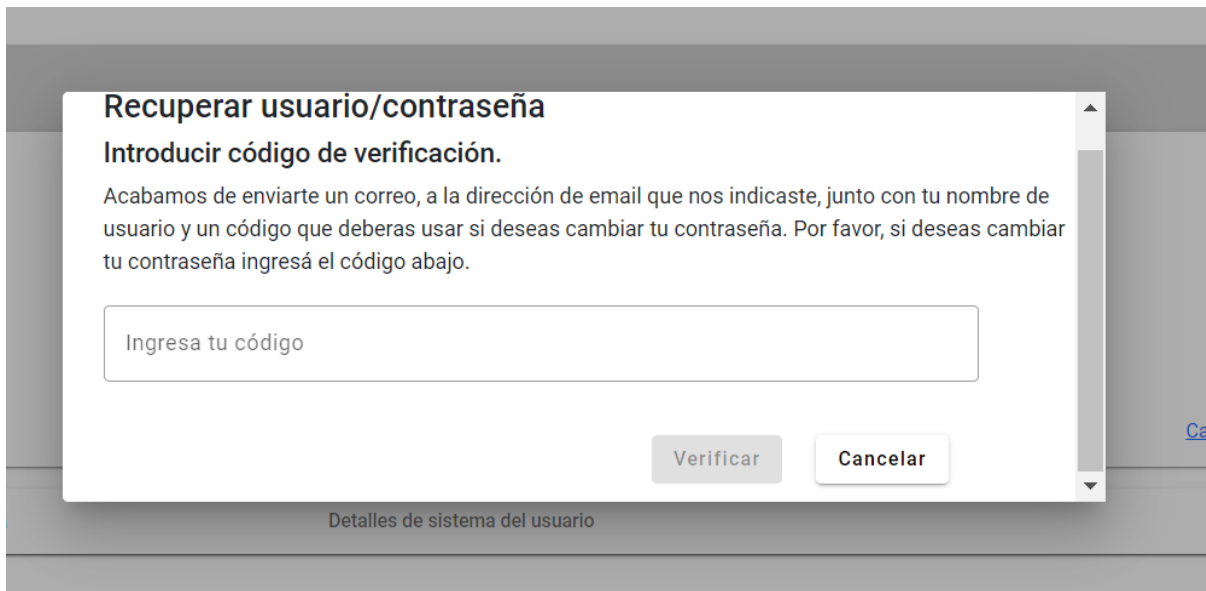 Recuperar usuario/contraseña
Introducir código de verificación.
Acabamos de enviarte un correo, a la dirección de email que nos indicaste, junto con tu nombre de
usuario y un código que deberas usar si deseas cambiar tu contraseña. Por favor, si deseas cambiar
tu contraseña ingresá el código abajo.
Ingresa tu código
Ca
Verificar Cancelar
Detalles de sistema del usuario